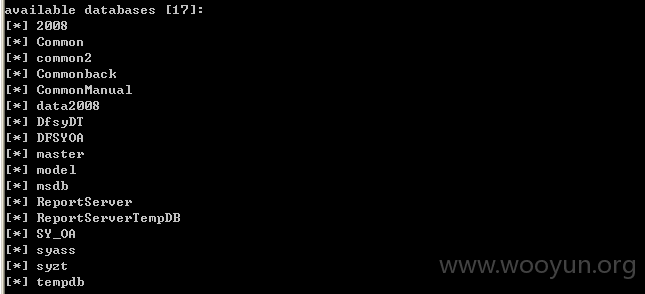 available databases [17]:
[*] 2008
[*] Common
[*] common2
[*] Commonback
[*] CommonManual
[*] data2008
[*] DfsyDT
[*] DFSYOA
[*] master
[*] model
[*] msdb
[*] ReportServer
[*] ReportServerTempDB
[*] SY_OA
[*] syass
[*] syzt
[*] tempdb
www.wooyun.org